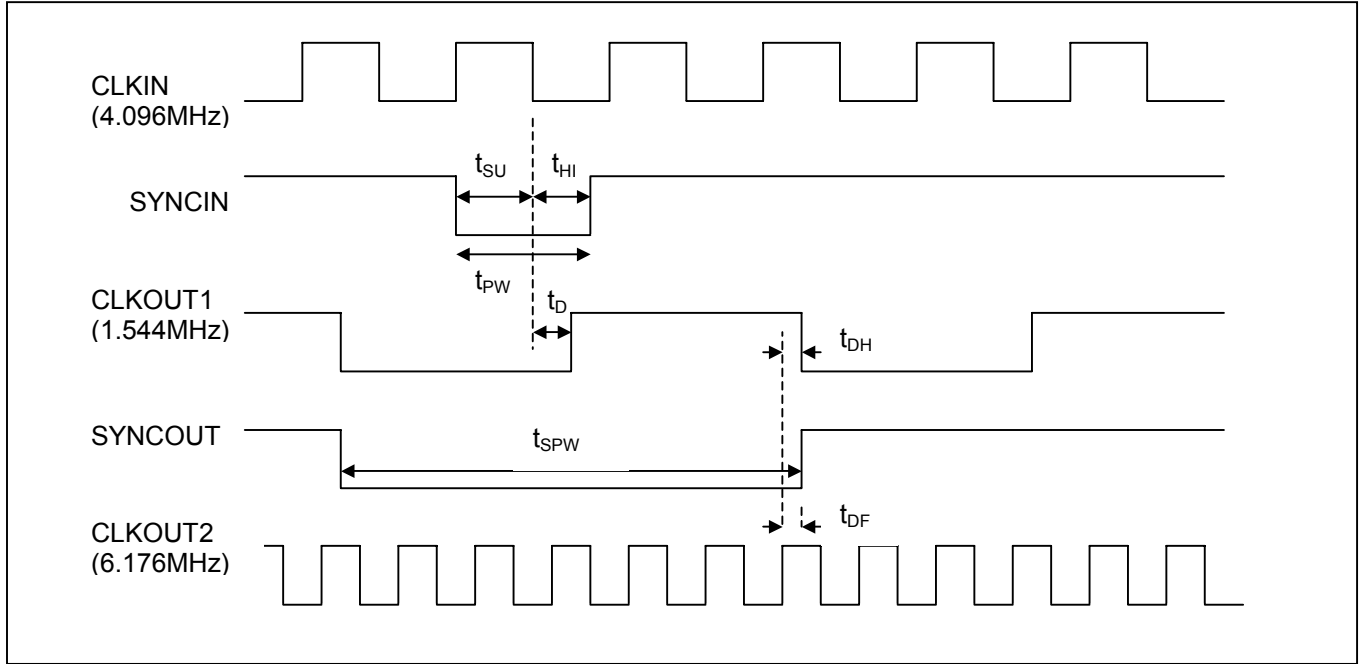 CLKIN
(4.096MHz)
tSU
tHI
SYNCIN
tPW
tD
CLKOUT1
(1.544MHz)
tDH
SYNCOUT
tSPW
tDF
CLKOUT2
(6.176MHz)